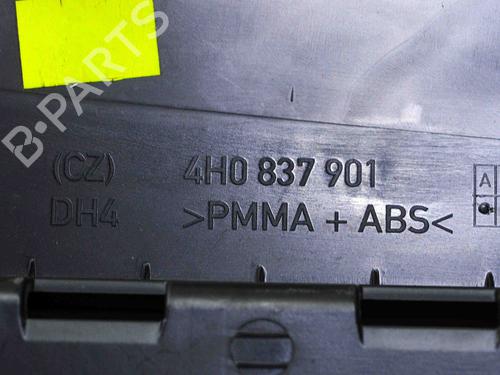 B-PARTS
(CZ) 4H0 837 901
DH4 >PMMA + ABS<
A